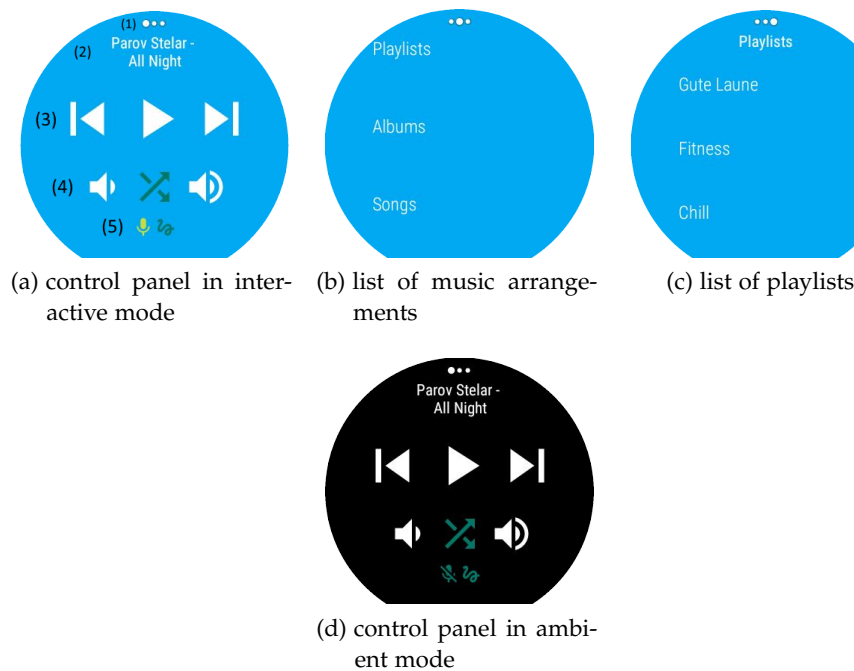 (1)
(2)
Parov Stelar -
All Night
(3)
(4)
(5)
Playlists
Albums
Songs
Playlists
Gute Laune
Fitness
Chill
(a) control panel in inter-
active mode
(b) list of music arrange-
ments
(c) list of playlists
Parov Stelar -
All Night
(d) control panel in ambi-
ent mode